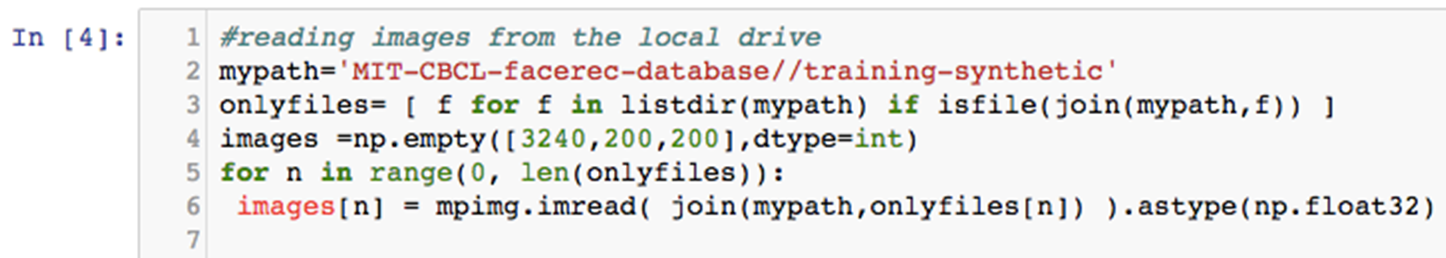 In [4]:
1 #reading images from the local drive
2 mypath='MIT-CBCL-facerec-database//training-synthetic'
3 onlyfiles= [ f for f in listdir(mypath) if isfile(join(mypath,f)) ]
4 images =np.empty([3240,200,200],dtype=int)
5 for n in range(0, len(onlyfiles)):
6  images[n] = mpimg.imread( join(mypath,onlyfiles[n]) ).astype(np.float32)
7